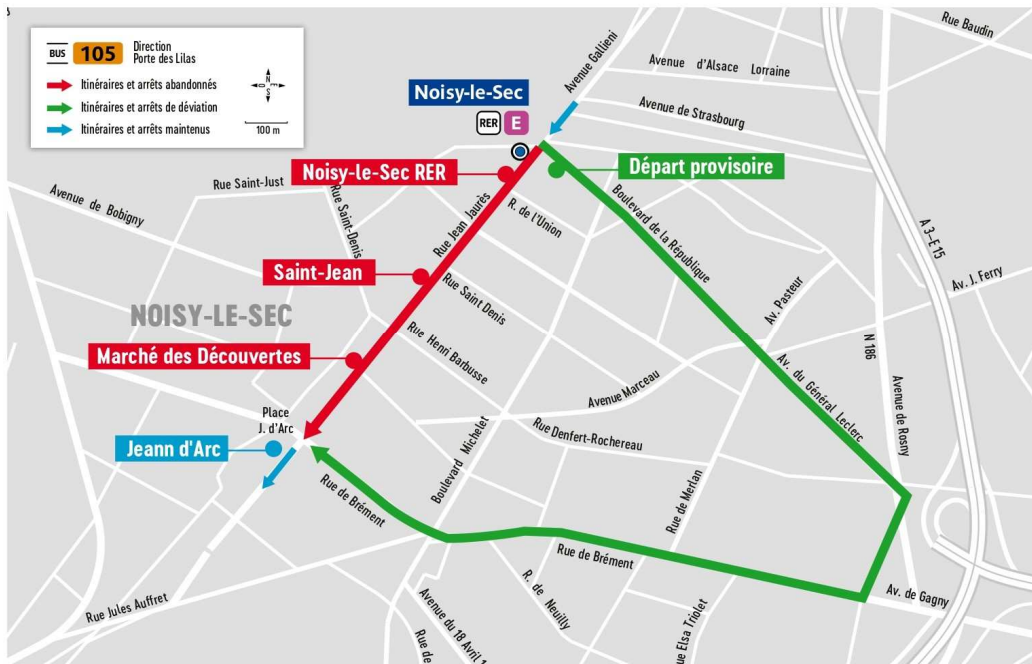 BUS 105 Direction
Porte des Lilas
Itinéraires et arrêts abandonnés
Itinéraires et arrêts de déviation
Itinéraires et arrêts maintenus
N
O E
S
100 m
Rue Baudin
Avenue Gallieni
Avenue d'Alsace Lorraine
Avenue de Strasbourg
Noisy-le-Sec
RER E
Noisy-le-Sec RER
Départ provisoire
Rue Saint-Just
Avenue de Bobigny
Rue Saint-Denis
Rue Jean Jaurès
R. de l'Union
Boulevard de la République
A 3-E 15
Saint-Jean
Rue Saint Denis
Av. Pasteur
Av. J. Ferry
NOISY-LE-SEC
Rue Henri Barbusse
N 186
Marché des Découvertes
Avenue Marceau
Av. du Général Leclerc
Avenue de Rosny
Place
J. d'Arc
Jeann d'Arc
Boulevard Michelet
Rue Denfert-Rochereau
Rue de Brément
Rue de Merlan
Rue de Brément
Av. de Gagny
Rue Jules Auffret
R. de Neuilly
Avenue du 18 Avril 1
Rue Elsa Triolet
Rue de